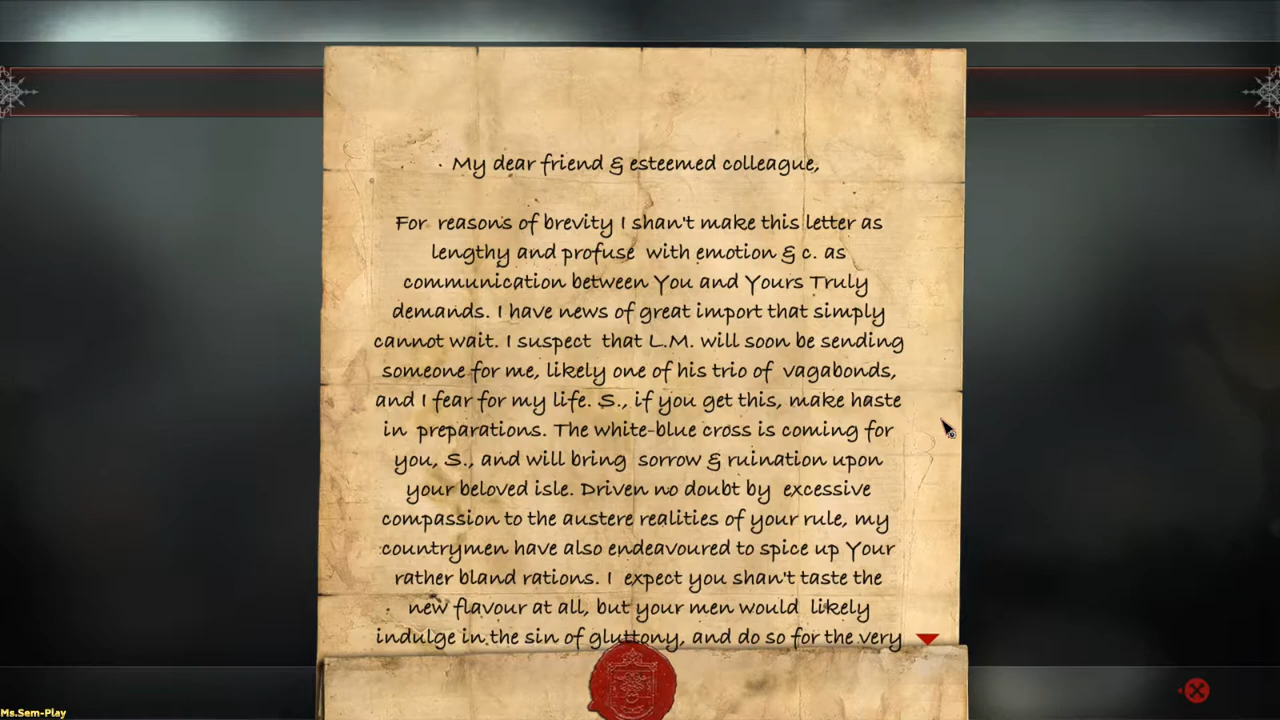 My dear friend & esteemed colleague,
For reasons of brevity I shan't make this letter as
lengthy and profuse with emotion & c. as
communication between You and Yours Truly
demands. I have news of great import that simply
cannot wait. I suspect that L.M. will soon be sending
someone for me, likely one of his trio of vagabonds,
and I fear for my life. S., if you get this, make haste
in preparations. The white-blue cross is coming for
you, S., and will bring sorrow & ruination upon
your beloved isle. Driven no doubt by excessive
compassion to the austere realities of your rule, my
countrymen have also endeavoured to spice up Your
rather bland rations. I expect you shan't taste the
new flavour at all, but your men would likely
indulge in the sin of gluttony, and do so for the very
Ms.Sem-Play